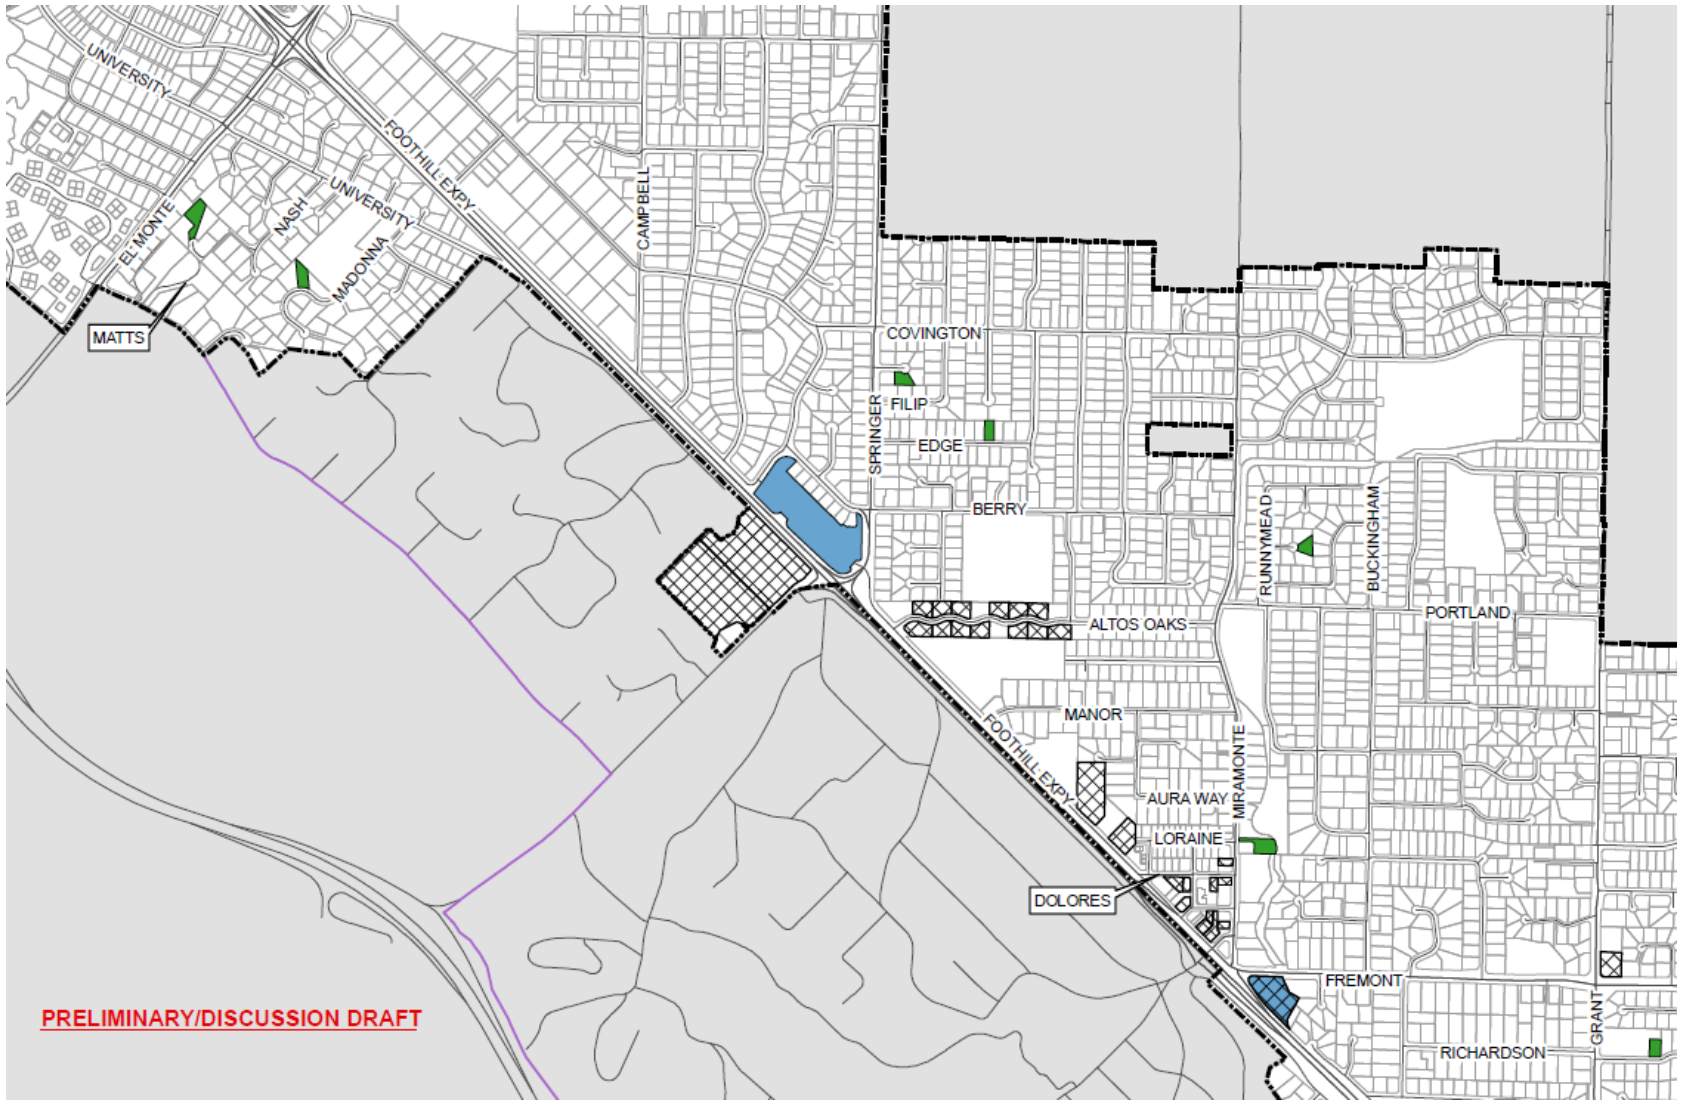 UNIVERSITY
FOOTHILL EXPY
CAMPBELL
UNIVERSITY
NASH
EL MONTE
MADONNA
MATTS
COVINGTON
FILIP
SPRINGER
EDGE
BERRY
RUNNYMEAD
BUCKINGHAM
PORTLAND
ALTOS OAKS
MANOR
FOOTHILL EXPY
MIRAMONTE
AURA WAY
LORAINE
DOLORES
FREMONT
GRANT
RICHARDSON
PRELIMINARY/DISCUSSION DRAFT